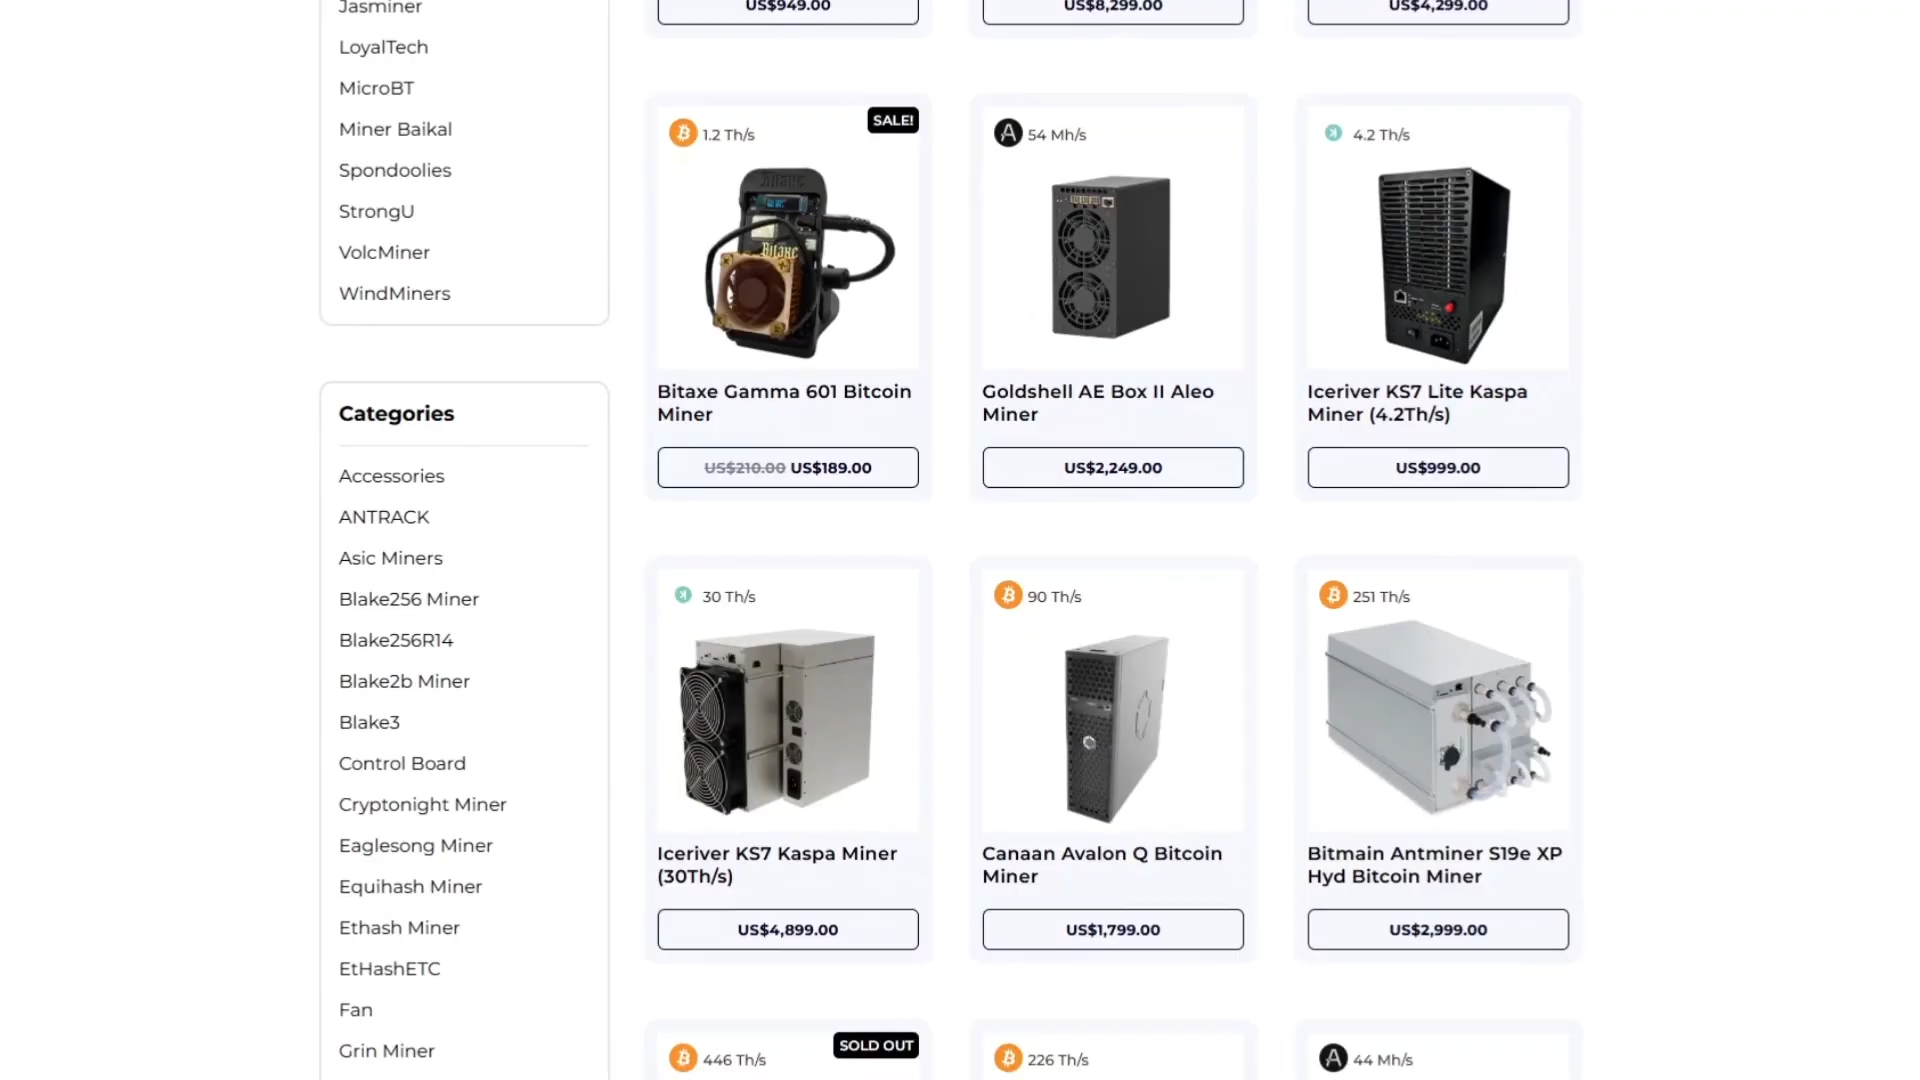 Jasminer
LoyalTech
MicroBT
Miner Baikal
Spondoolies
StrongU
VolcMiner
WindMiners
Categories
Accessories
ANTRACK
Asic Miners
Blake256 Miner
Blake256R14
Blake2b Miner
Blake3
Control Board
Cryptonight Miner
Eaglesong Miner
Equihash Miner
Ethash Miner
EtHashETC
Fan
Grin Miner
US$949.00
US$8,299.00
US$4,299.00
1.2 Th/s
SALE!
Bitaxe
Bitaxe Gamma 601 Bitcoin
Miner
US$210.00 US$189.00
54 Mh/s
Goldshell AE Box II Aleo
Miner
US$2,249.00
4.2 Th/s
Iceriver KS7 Lite Kaspa
Miner (4.2Th/s)
US$999.00
30 Th/s
Iceriver KS7 Kaspa Miner
(30Th/s)
US$4,899.00
90 Th/s
Canaan Avalon Q Bitcoin
Miner
US$1,799.00
251 Th/s
Bitmain Antminer S19e XP
Hyd Bitcoin Miner
US$2,999.00
446 Th/s
SOLD OUT
226 Th/s
44 Mh/s